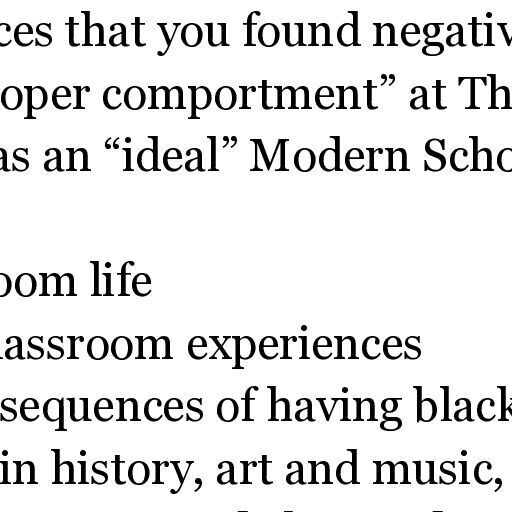 ces that you found negativ
oper comportment” at Th
as an “ideal” Modern Scho
oom life
lassroom experiences
sequences of having black
in history, art and music,